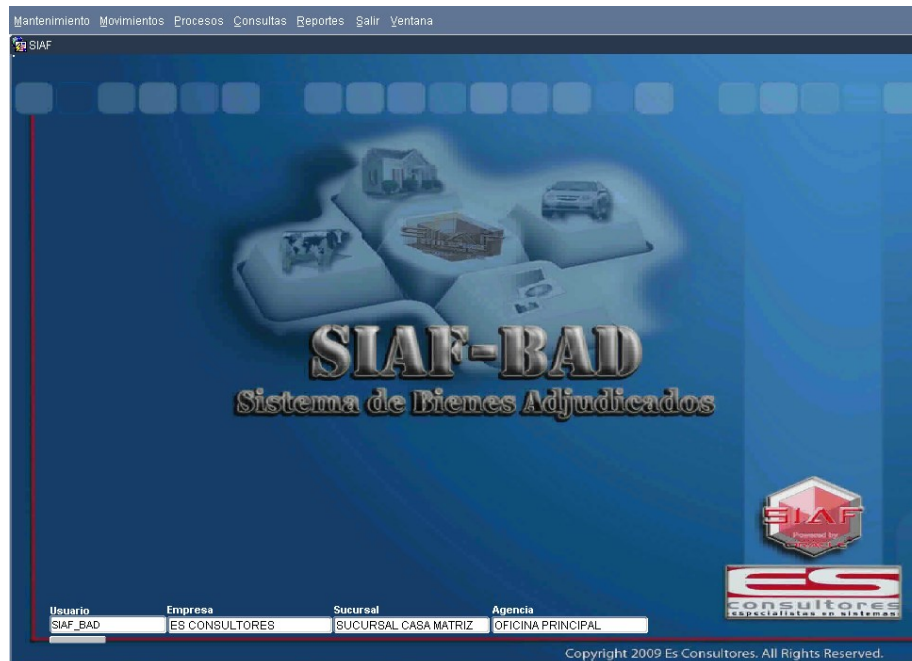 Mantenimiento Movimientos Procesos Consultas Reportes Salir Ventana
SIAF
SIAF-BAD
Sistema de Bienes Adjudicados
SIAF
Powered by
ES
consultores
especialistas en sistemas
Usuario Empresa Sucursal Agencia
SIAF_BAD ES CONSULTORES SUCURSAL CASA MATRIZ OFICINA PRINCIPAL
Copyright 2009 Es Consultores. All Rights Reserved.